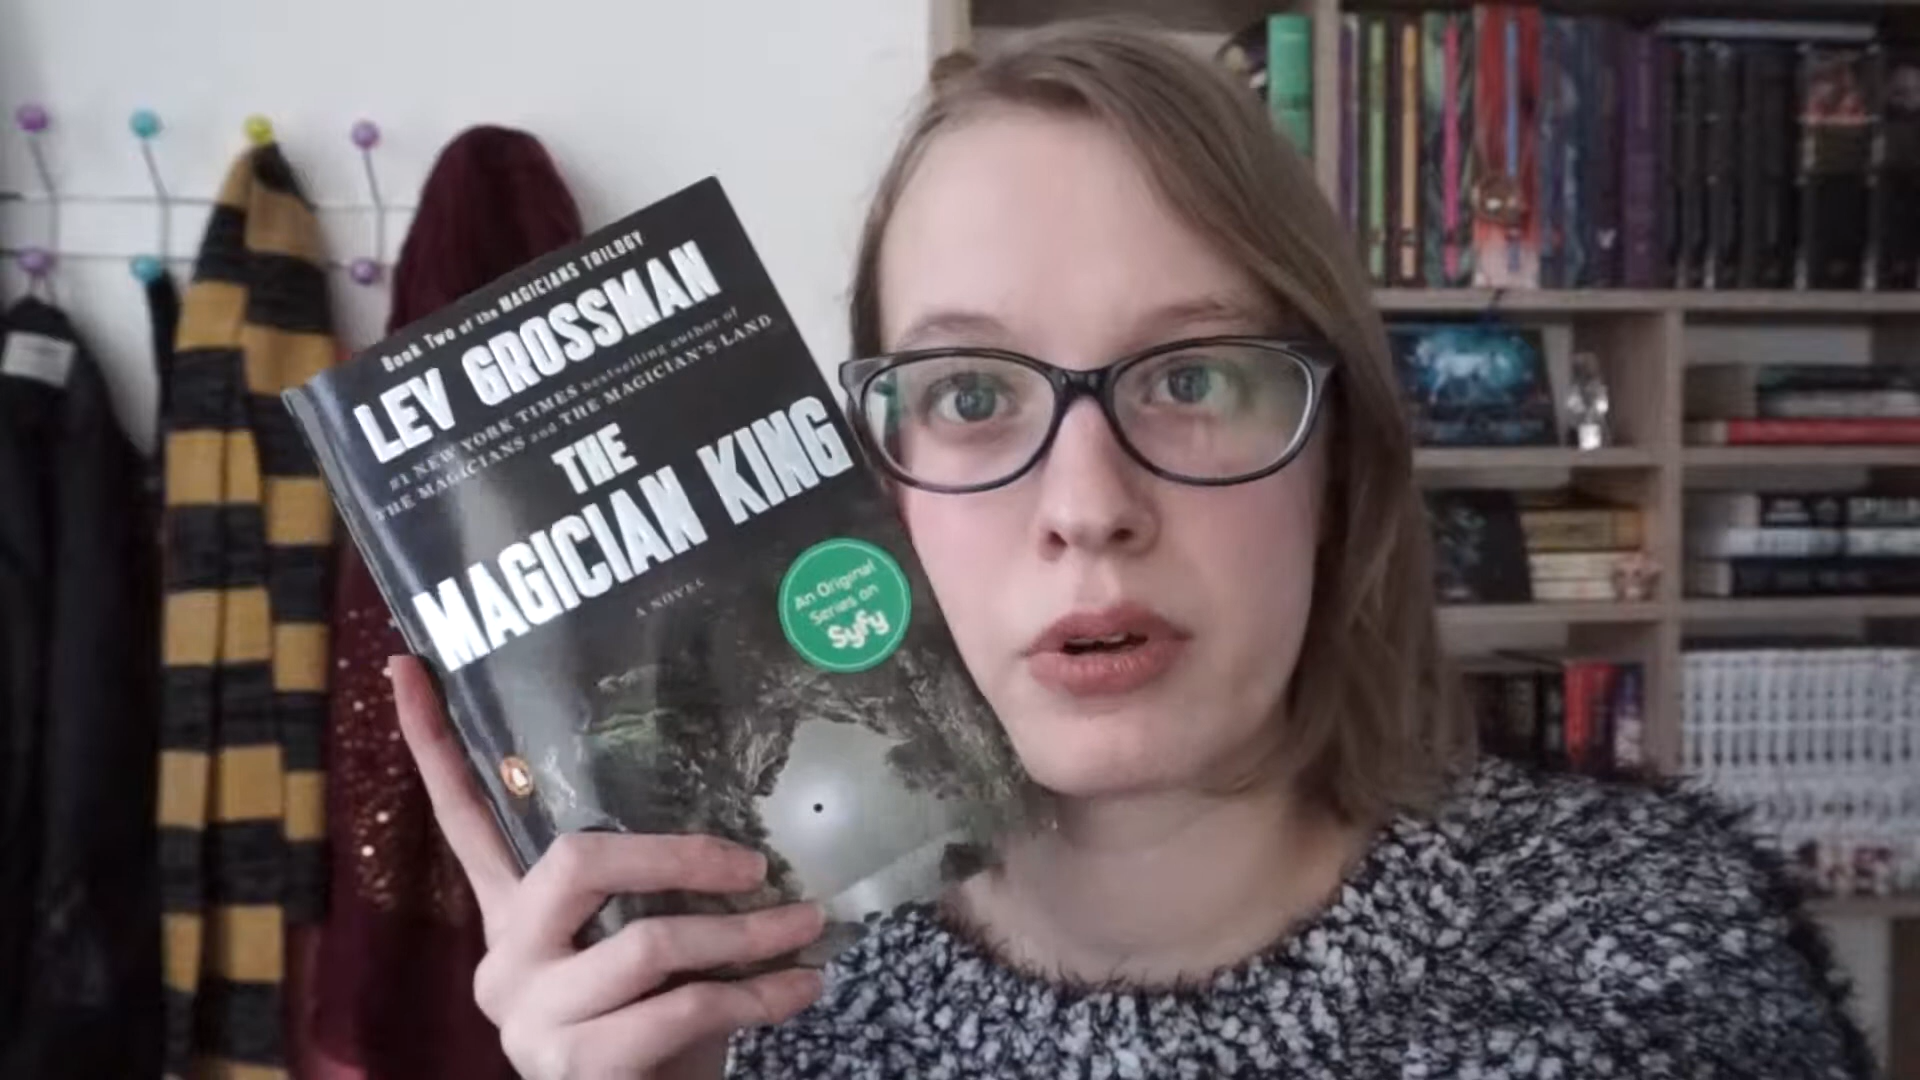 Book Two of the MAGICIANS TRILOGY
LEV GROSSMAN
#1 NEW YORK TIMES bestselling author of
THE MAGICIANS and THE MAGICIAN'S LAND
THE
MAGICIAN KING
A NOVEL
An Original
Series on
Syfy